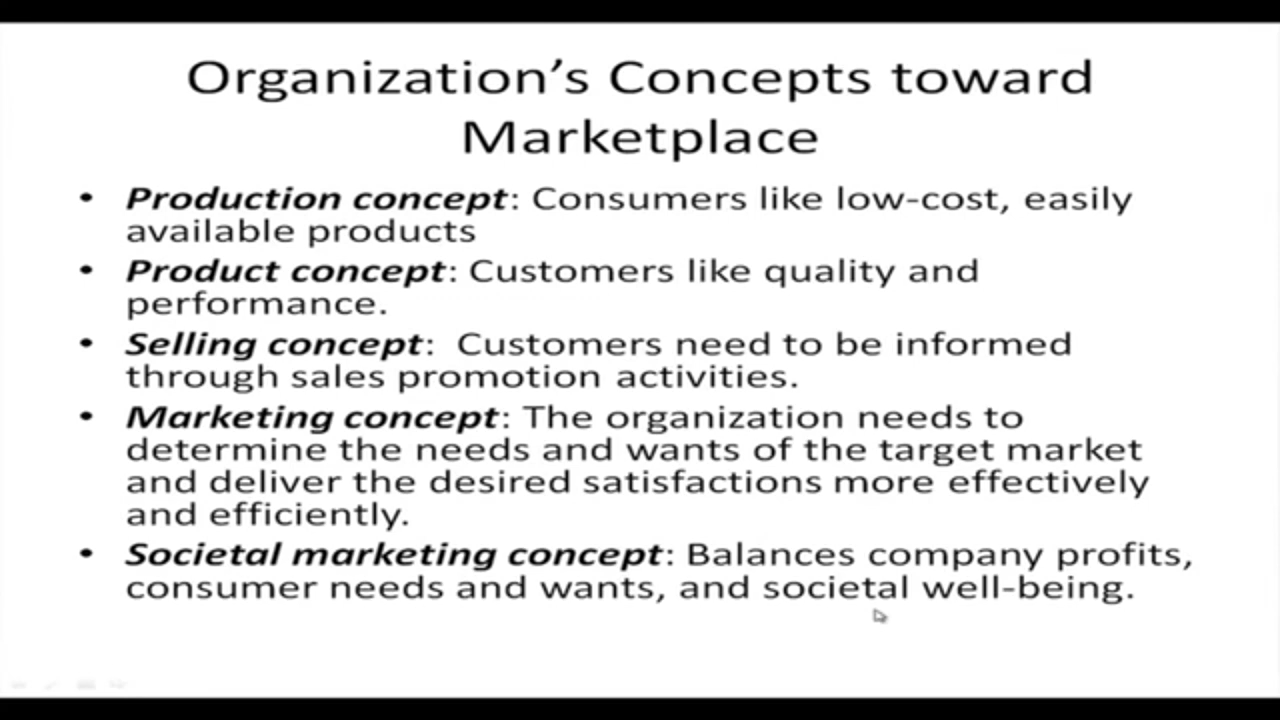 Organization's Concepts toward
Marketplace
• Production concept: Consumers like low-cost, easily
available products
• Product concept: Customers like quality and
performance.
• Selling concept:  Customers need to be informed
through sales promotion activities.
• Marketing concept: The organization needs to
determine the needs and wants of the target market
and deliver the desired satisfactions more effectively
and efficiently.
• Societal marketing concept: Balances company profits,
consumer needs and wants, and societal well-being.